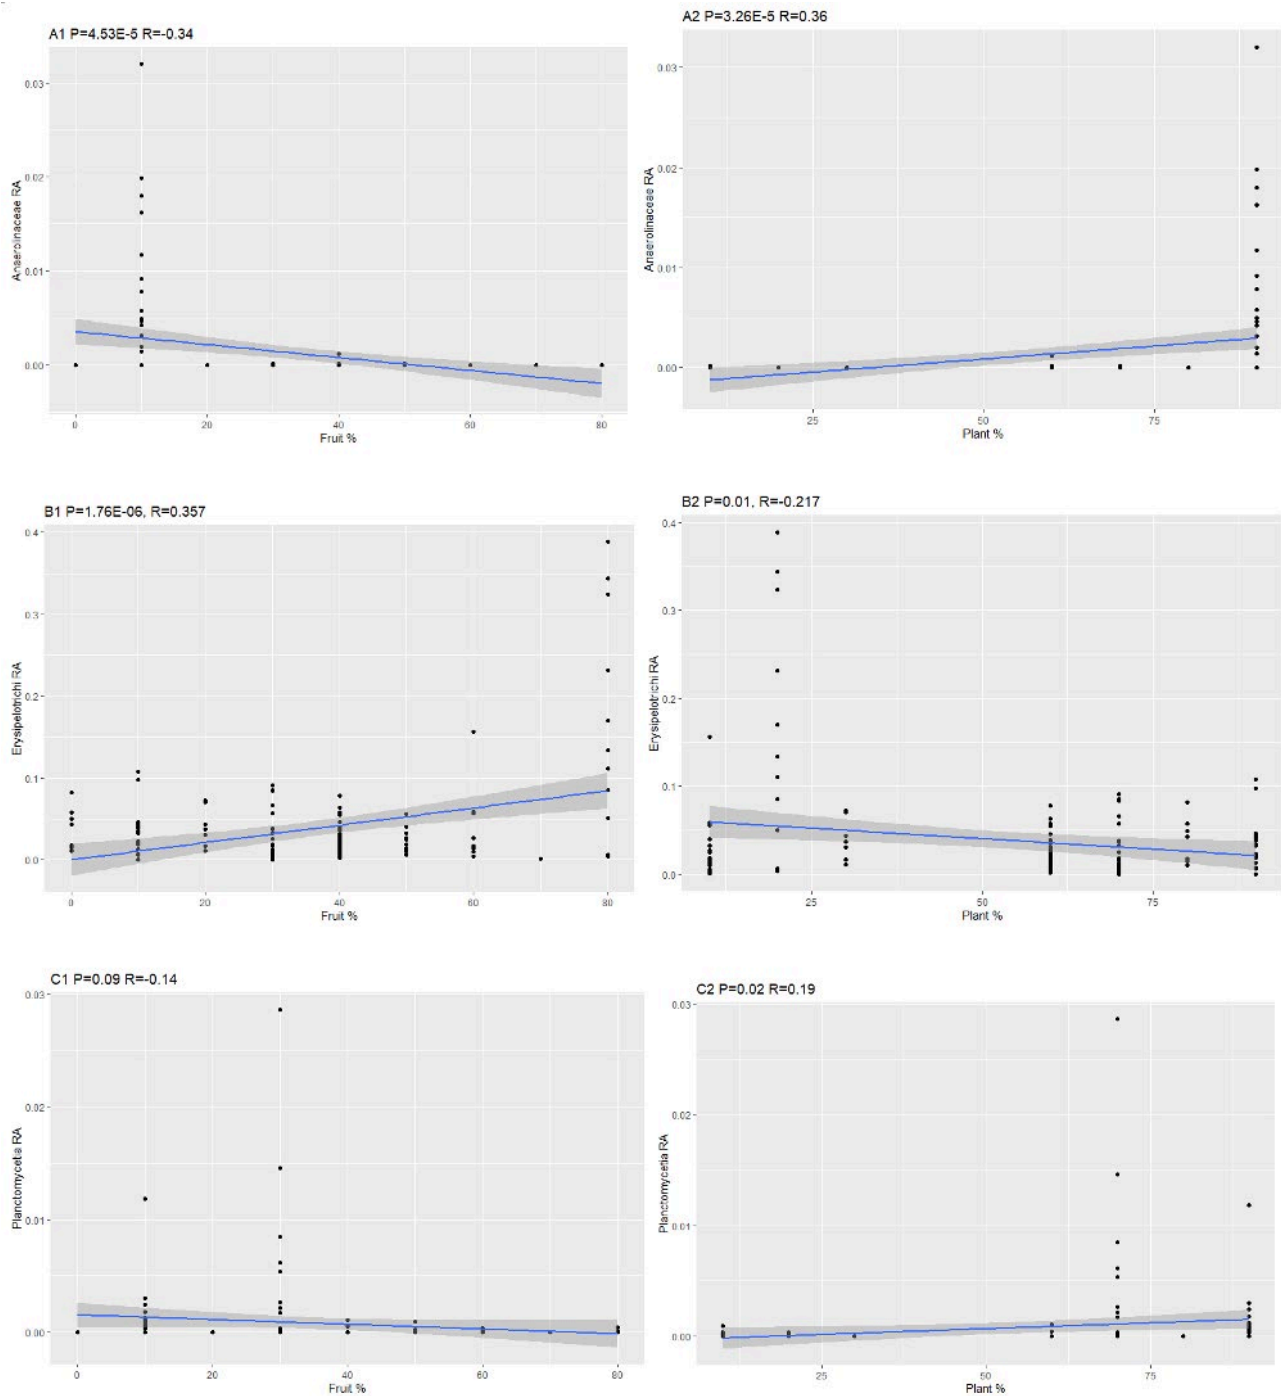 A1 P=4.53E-5 R=-0.34
0.03
0.02
0.01
0.00
Anaerolinaceae RA
0 20 40 60 80
Fruit %
A2 P=3.26E-5 R=0.36
0.03
0.02
0.01
0.00
Anaerolinaceae RA
25 50 75
Plant %
B1 P=1.76E-06, R=0.357
0.4
0.3
0.2
0.1
0.0
Erysipelotrichi RA
0 20 40 60 80
Fruit %
B2 P=0.01, R=-0.217
0.4
0.3
0.2
0.1
0.0
Erysipelotrichi RA
25 50 75
Plant %
C1 P=0.09 R=-0.14
0.03
0.02
0.01
0.00
Planctomycetia RA
0 20 40 60 80
Fruit %
C2 P=0.02 R=0.19
0.03
0.02
0.01
0.00
Planctomycetia RA
25 50 75
Plant %